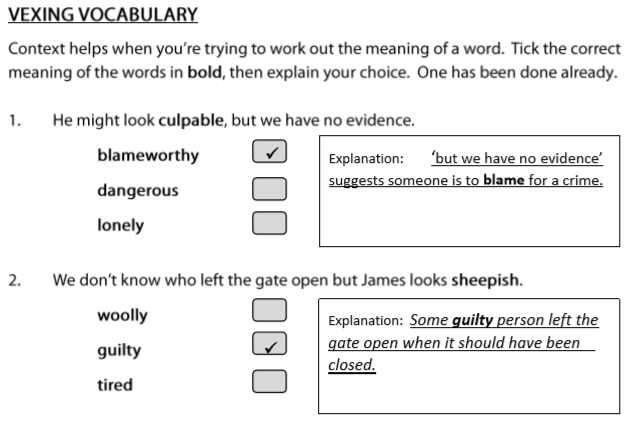 VEXING VOCABULARY
Context helps when you're trying to work out the meaning of a word. Tick the correct
meaning of the words in bold, then explain your choice. One has been done already.
1. He might look culpable, but we have no evidence.
blameworthy ✓
dangerous
lonely
Explanation: 'but we have no evidence'
suggests someone is to blame for a crime.
2. We don't know who left the gate open but James looks sheepish.
woolly
guilty ✓
tired
Explanation: Some guilty person left the
gate open when it should have been
closed.